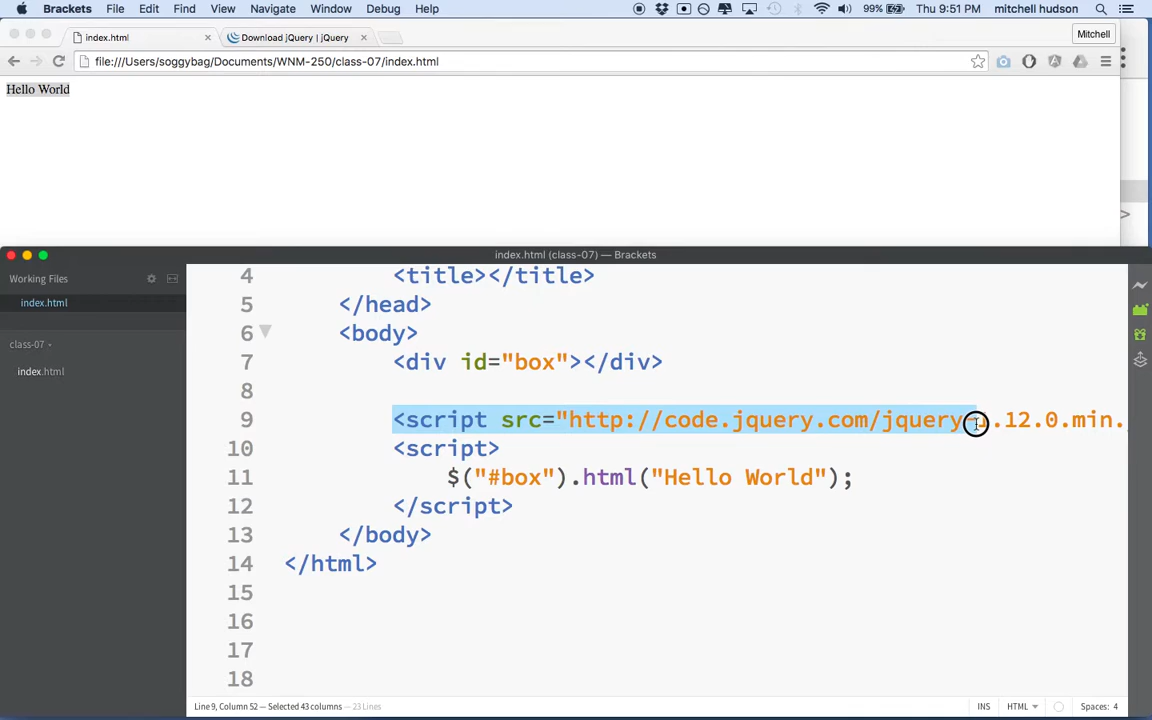 Brackets File Edit Find View Navigate Window Debug Help 99% Thu 9:51 PM mitchell hudson
index.html Download jQuery | jQuery Mitchell
file:///Users/soggybag/Documents/WNM-250/class-07/index.html
Hello World
index.html (class-07) — Brackets
Working Files
index.html
class-07
index.html
4 <title></title>
5 </head>
6 <body>
7 <div id="box"></div>
8
9 <script src="http://code.jquery.com/jquery-1.12.0.min.
10 <script>
11 $("#box").html("Hello World");
12 </script>
13 </body>
14 </html>
15
16
17
18
Line 9, Column 52 — Selected 43 columns — 23 Lines INS HTML Spaces: 4